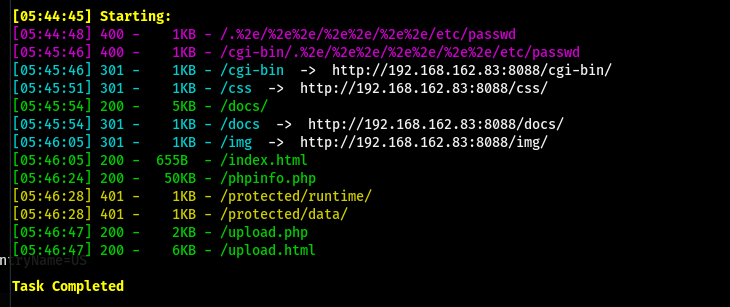 [05:44:45] Starting:
[05:44:48] 400 -    1KB - /.%2e/%2e%2e/%2e%2e/%2e%2e/etc/passwd
[05:44:46] 400 -    1KB - /cgi-bin/.%2e/%2e%2e/%2e%2e/%2e%2e/etc/passwd
[05:45:46] 301 -    1KB - /cgi-bin  ->  http://192.168.162.83:8088/cgi-bin/
[05:45:51] 301 -    1KB - /css  ->  http://192.168.162.83:8088/css/
[05:45:54] 200 -    5KB - /docs/
[05:45:54] 301 -    1KB - /docs  ->  http://192.168.162.83:8088/docs/
[05:46:05] 301 -    1KB - /img  ->  http://192.168.162.83:8088/img/
[05:46:05] 200 -  655B  - /index.html
[05:46:24] 200 -   50KB - /phpinfo.php
[05:46:28] 401 -    1KB - /protected/runtime/
[05:46:28] 401 -    1KB - /protected/data/
[05:46:47] 200 -    2KB - /upload.php
[05:46:47] 200 -    6KB - /upload.html
ntryName=US
Task Completed